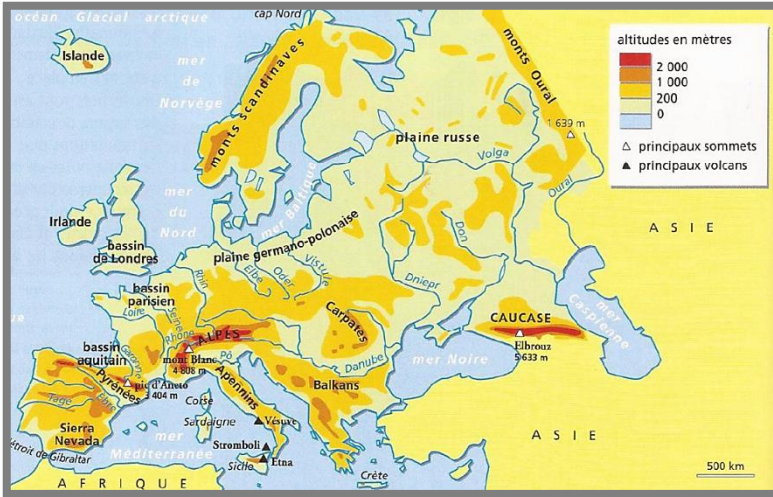 océan Glacial arctique
cap Nord
Islande
mer
de
Norvège
monts scandinaves
monts Oural
altitudes en mètres
2 000
1 000
200
0
principaux sommets
principaux volcans
1 639 m
plaine russe
Volga
Oural
mer Baltique
Irlande
mer
du
Nord
bassin
de Londres
plaine germano-polonaise
Elbe
Oder
Vistule
Rhin
Don
Dniepr
ASIE
bassin
parisien
Loire
Seine
Rhône
ALPES
Carpates
CAUCASE
Elbrouz
5 633 m
mer Caspienne
bassin
aquitain
Garonne
mont Blanc
4 808 m
Pô
Danube
mer Noire
Pyrénées
pic d'Aneto
3 404 m
Apennins
Balkans
Tage
Ebre
Corse
Sardaigne
Vésuve
Sierra
Nevada
Stromboli
Etna
ASIE
mer
Méditerranée
détroit de Gibraltar
Sicile
Crète
AFRIQUE
500 km